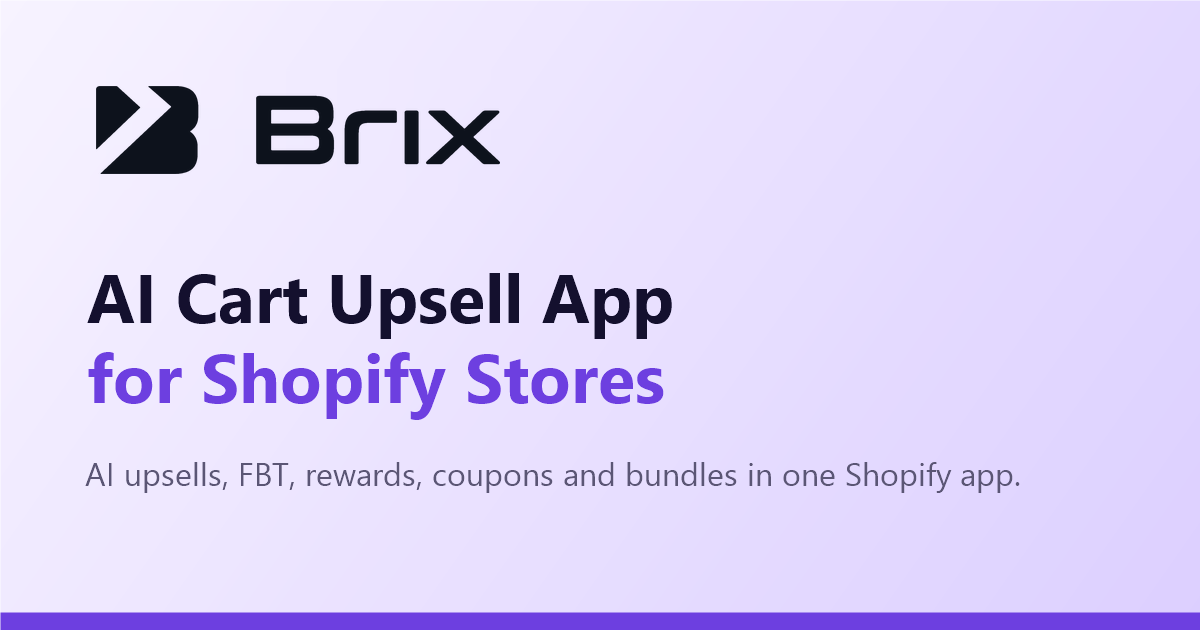 Brix
AI Cart Upsell App
for Shopify Stores
AI upsells, FBT, rewards, coupons and bundles in one Shopify app.